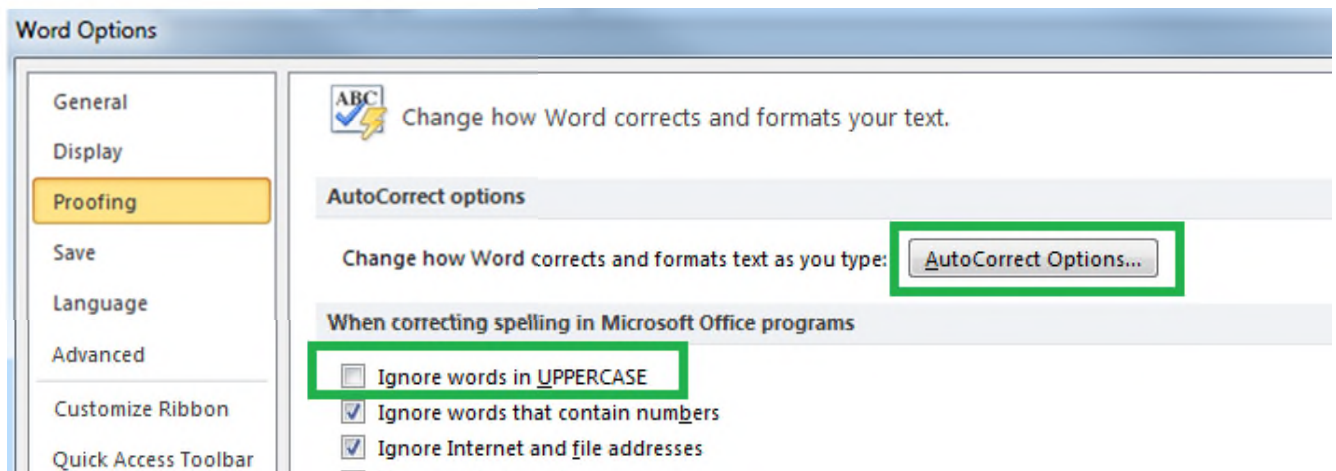 Word Options
General
Display
Proofing
Save
Language
Advanced
Customize Ribbon
Quick Access Toolbar
ABC
Change how Word corrects and formats your text.
AutoCorrect options
Change how Word corrects and formats text as you type: AutoCorrect Options...
When correcting spelling in Microsoft Office programs
Ignore words in UPPERCASE
Ignore words that contain numbers
Ignore Internet and file addresses